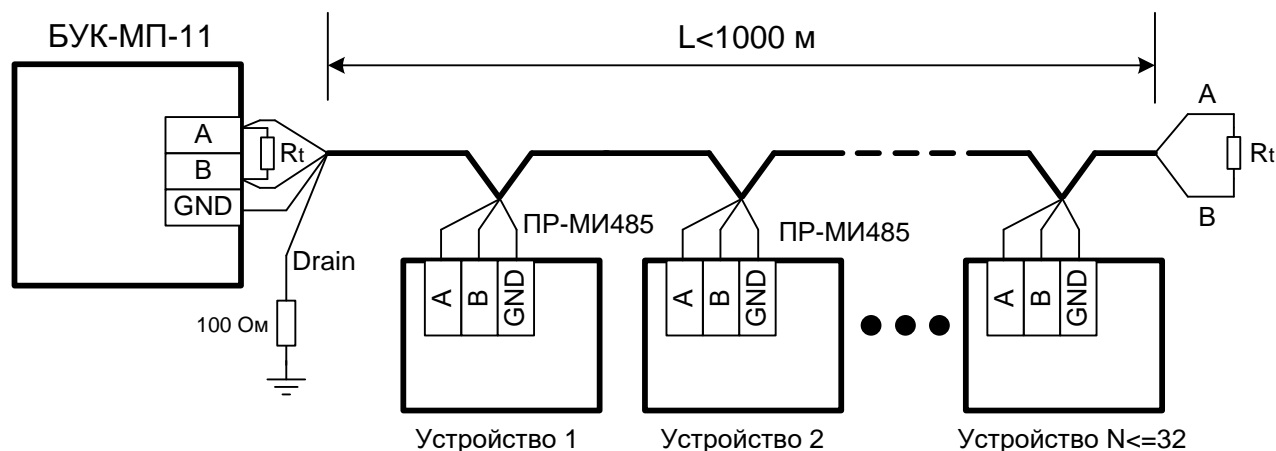 БУК-МП-11
L<1000 м
A
B
GND
Rt
Drain
100 Ом
ПР-МИ485
ПР-МИ485
A
Rt
B
A
B
GND
A
B
GND
A
B
GND
Устройство 1
Устройство 2
Устройство N<=32